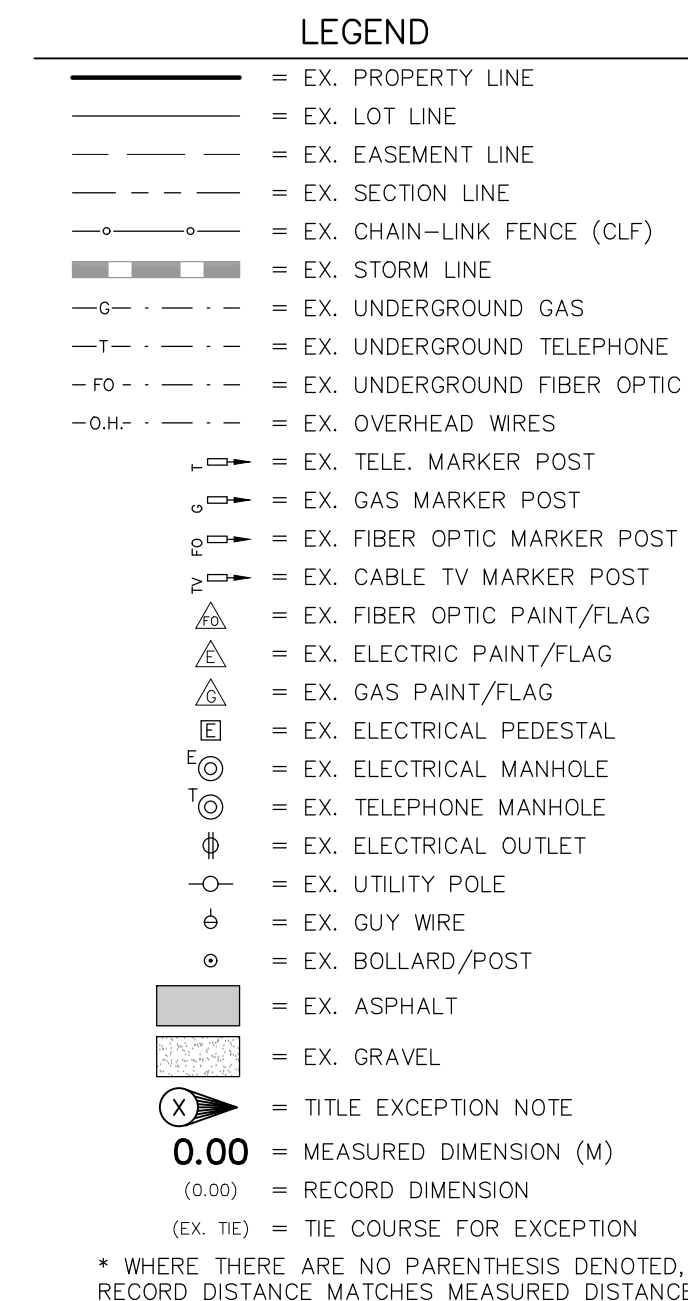 LEGEND
= EX. PROPERTY LINE
= EX. LOT LINE
= EX. EASEMENT LINE
= EX. SECTION LINE
= EX. CHAIN-LINK FENCE (CLF)
= EX. STORM LINE
G = EX. UNDERGROUND GAS
T = EX. UNDERGROUND TELEPHONE
FO = EX. UNDERGROUND FIBER OPTIC
O.H. = EX. OVERHEAD WIRES
T = EX. TELE. MARKER POST
G = EX. GAS MARKER POST
FO = EX. FIBER OPTIC MARKER POST
TV = EX. CABLE TV MARKER POST
FO = EX. FIBER OPTIC PAINT/FLAG
E = EX. ELECTRIC PAINT/FLAG
G = EX. GAS PAINT/FLAG
E = EX. ELECTRICAL PEDESTAL
E = EX. ELECTRICAL MANHOLE
T = EX. TELEPHONE MANHOLE
= EX. ELECTRICAL OUTLET
= EX. UTILITY POLE
= EX. GUY WIRE
= EX. BOLLARD/POST
= EX. ASPHALT
= EX. GRAVEL
X = TITLE EXCEPTION NOTE
0.00 = MEASURED DIMENSION (M)
(0.00) = RECORD DIMENSION
(EX. TIE) = TIE COURSE FOR EXCEPTION
* WHERE THERE ARE NO PARENTHESIS DENOTED,
RECORD DISTANCE MATCHES MEASURED DISTANCE